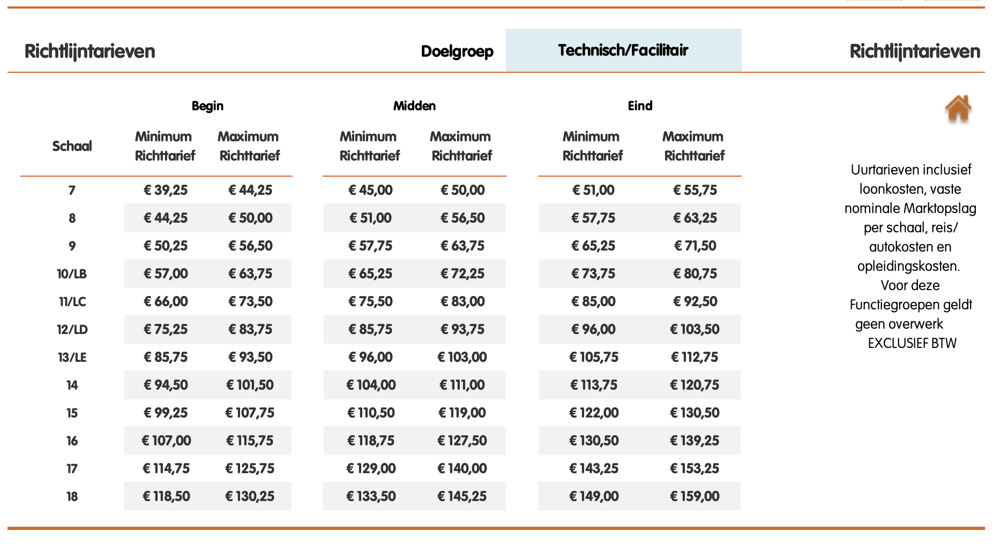 Richtlijntarieven Doelgroep Technisch/Facilitair Richtlijntarieven
Begin Midden Eind
Schaal Minimum Richttarief Maximum Richttarief Minimum Richttarief Maximum Richttarief Minimum Richttarief Maximum Richttarief
7 € 39,25 € 44,25 € 45,00 € 50,00 € 51,00 € 55,75
8 € 44,25 € 50,00 € 51,00 € 56,50 € 57,75 € 63,25
9 € 50,25 € 56,50 € 57,75 € 63,75 € 65,25 € 71,50
10/LB € 57,00 € 63,75 € 65,25 € 72,25 € 73,75 € 80,75
11/LC € 66,00 € 73,50 € 75,50 € 83,00 € 85,00 € 92,50
12/LD € 75,25 € 83,75 € 85,75 € 93,75 € 96,00 € 103,50
13/LE € 85,75 € 93,50 € 96,00 € 103,00 € 105,75 € 112,75
14 € 94,50 € 101,50 € 104,00 € 111,00 € 113,75 € 120,75
15 € 99,25 € 107,75 € 110,50 € 119,00 € 122,00 € 130,50
16 € 107,00 € 115,75 € 118,75 € 127,50 € 130,50 € 139,25
17 € 114,75 € 125,75 € 129,00 € 140,00 € 143,25 € 153,25
18 € 118,50 € 130,25 € 133,50 € 145,25 € 149,00 € 159,00
Uurtarieven inclusief
loonkosten, vaste
nominale Marktopslag
per schaal, reis/
autokosten en
opleidingskosten.
Voor deze
Functiegroepen geldt
geen overwerk
EXCLUSIEF BTW